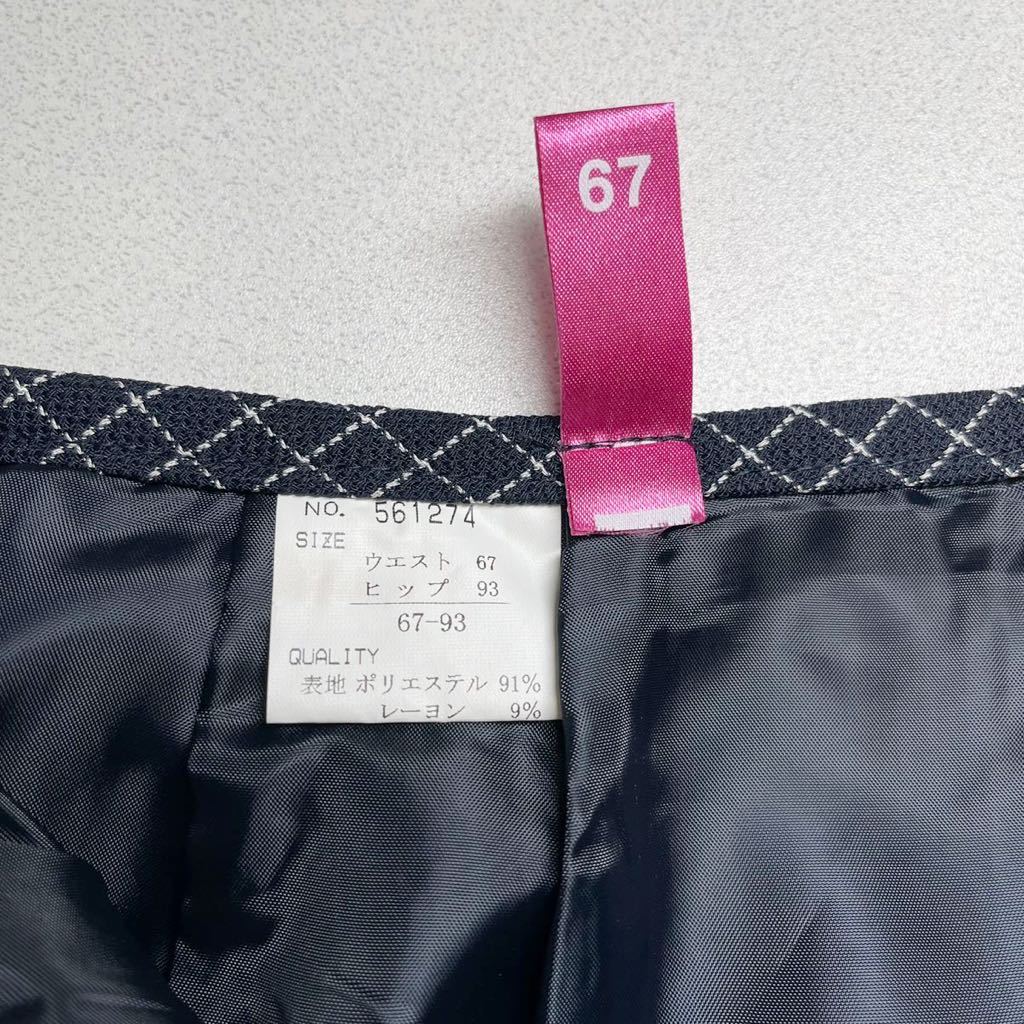 67
NO. 561274
SIZE
ウエスト 67
ヒップ 93
67-93
QUALITY
表地 ポリエステル 91%
レーヨン 9%